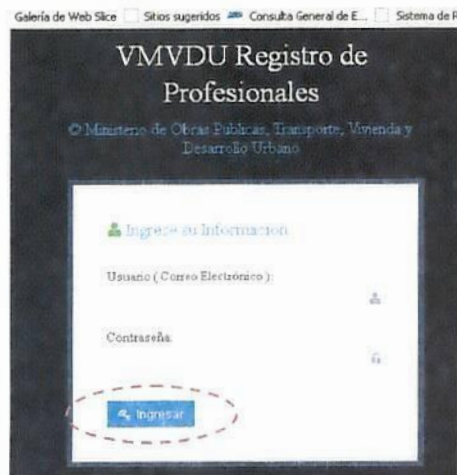 Galería de Web Slice Sitios sugeridos Consulta General de E... Sistema de R
VMVDU Registro de
Profesionales
© Ministerio de Obras Publicas, Transporte, Vivienda y
Desarrollo Urbano
Ingrese su Informacion
Usuario ( Correo Electrónico ):
Contraseña:
Ingresar